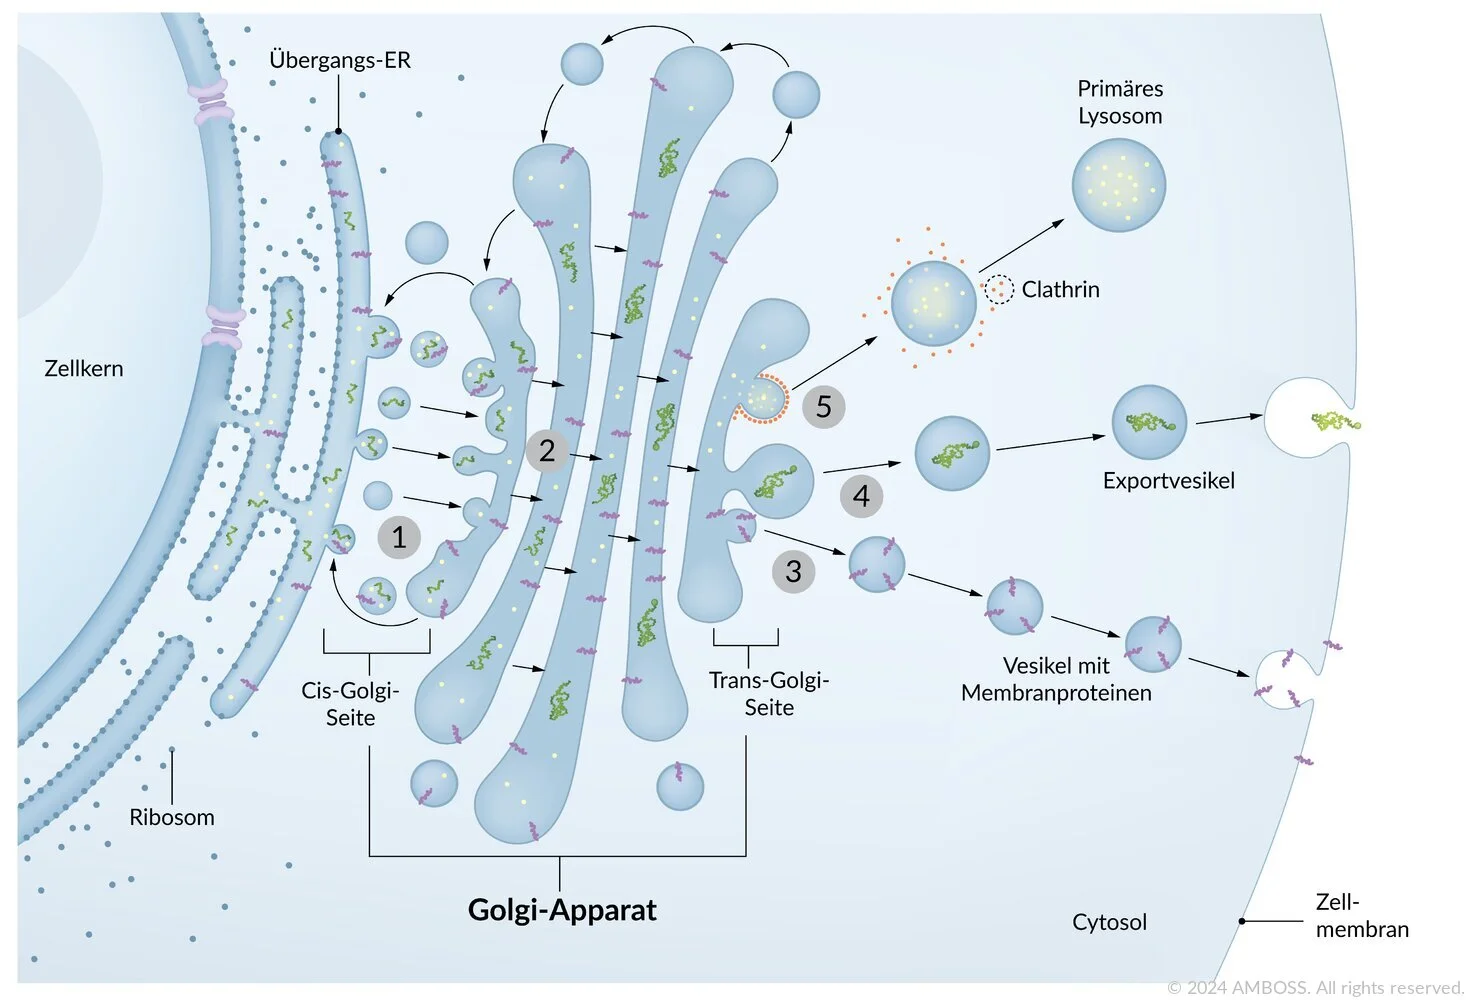 Übergangs-ER
Primäres
Lysosom
Clathrin
Zellkern
5
2
4
Exportvesikel
1
3
Vesikel mit
Membranproteinen
Cis-Golgi-
Seite
Trans-Golgi-
Seite
Ribosom
Golgi-Apparat
Cytosol
Zell-
membran
© 2024 AMBOSS. All rights reserved.